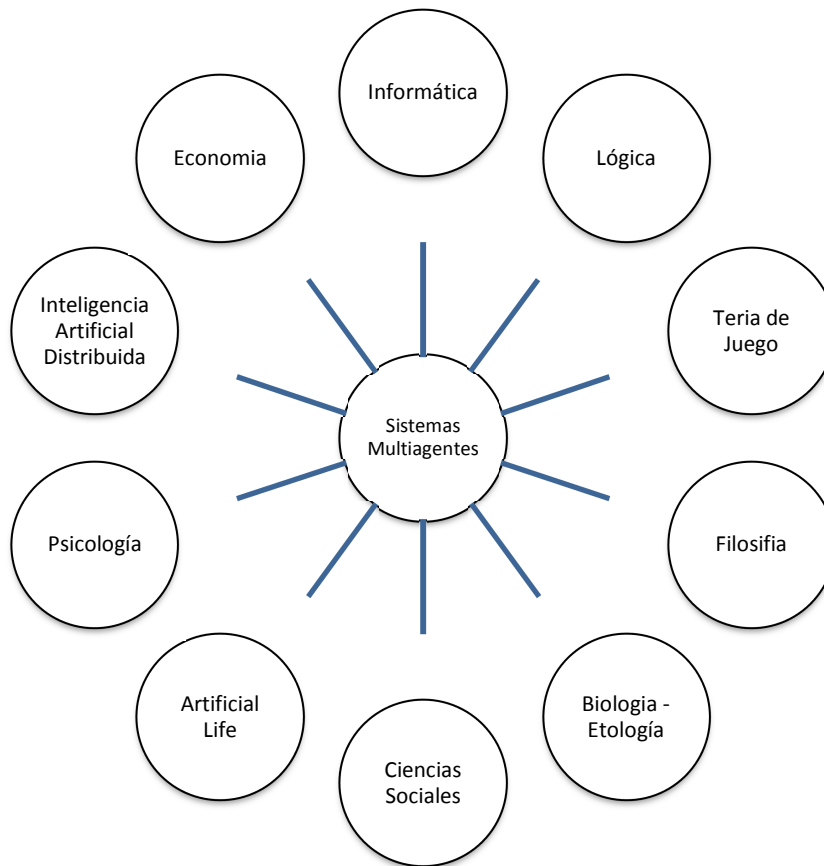 Informática
Lógica
Teria de
Juego
Filosifia
Biologia -
Etología
Ciencias
Sociales
Artificial
Life
Psicología
Inteligencia
Artificial
Distribuida
Economia
Sistemas
Multiagentes